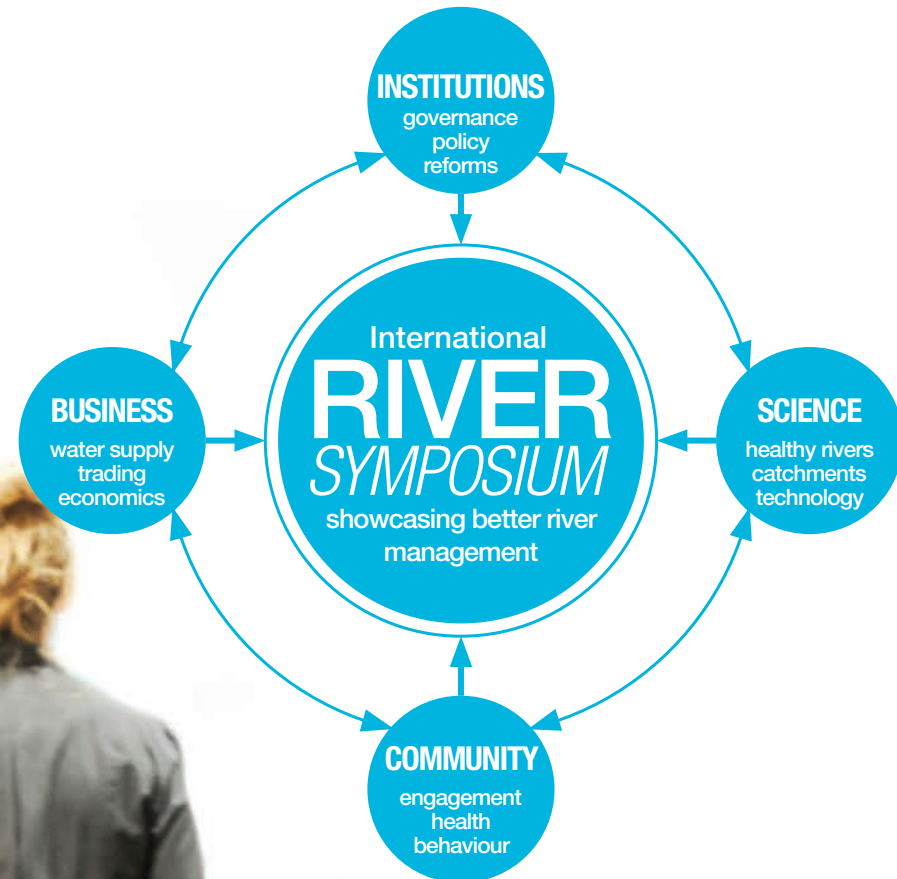 INSTITUTIONS
governance
policy
reforms
International
RIVER
SYMPOSIUM
showcasing better river
management
BUSINESS
water supply
trading
economics
SCIENCE
healthy rivers
catchments
technology
COMMUNITY
engagement
health
behaviour